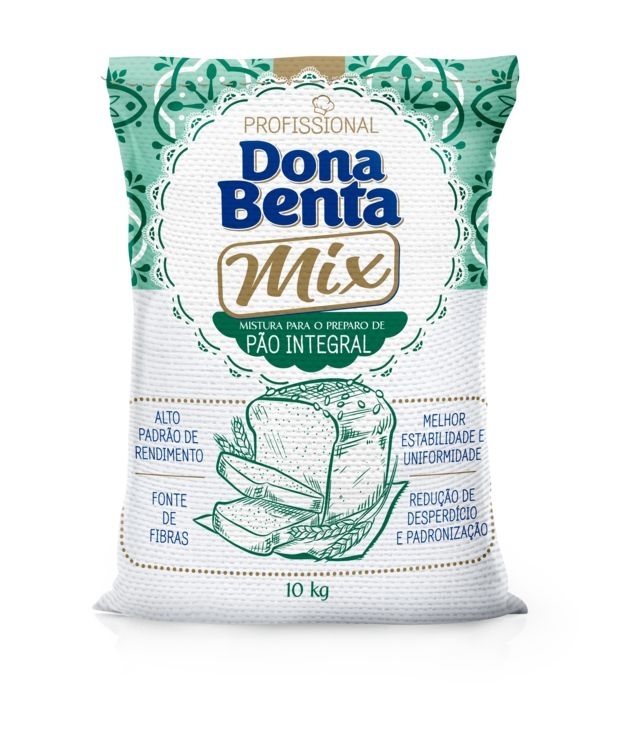 PROFISSIONAL
Dona
Benta
Mix
MISTURA PARA O PREPARO DE
PÃO INTEGRAL
ALTO
PADRÃO DE
RENDIMENTO
MELHOR
ESTABILIDADE E
UNIFORMIDADE
FONTE
DE
FIBRAS
REDUÇÃO DE
DESPERDÍCIO
E PADRONIZAÇÃO
10 kg